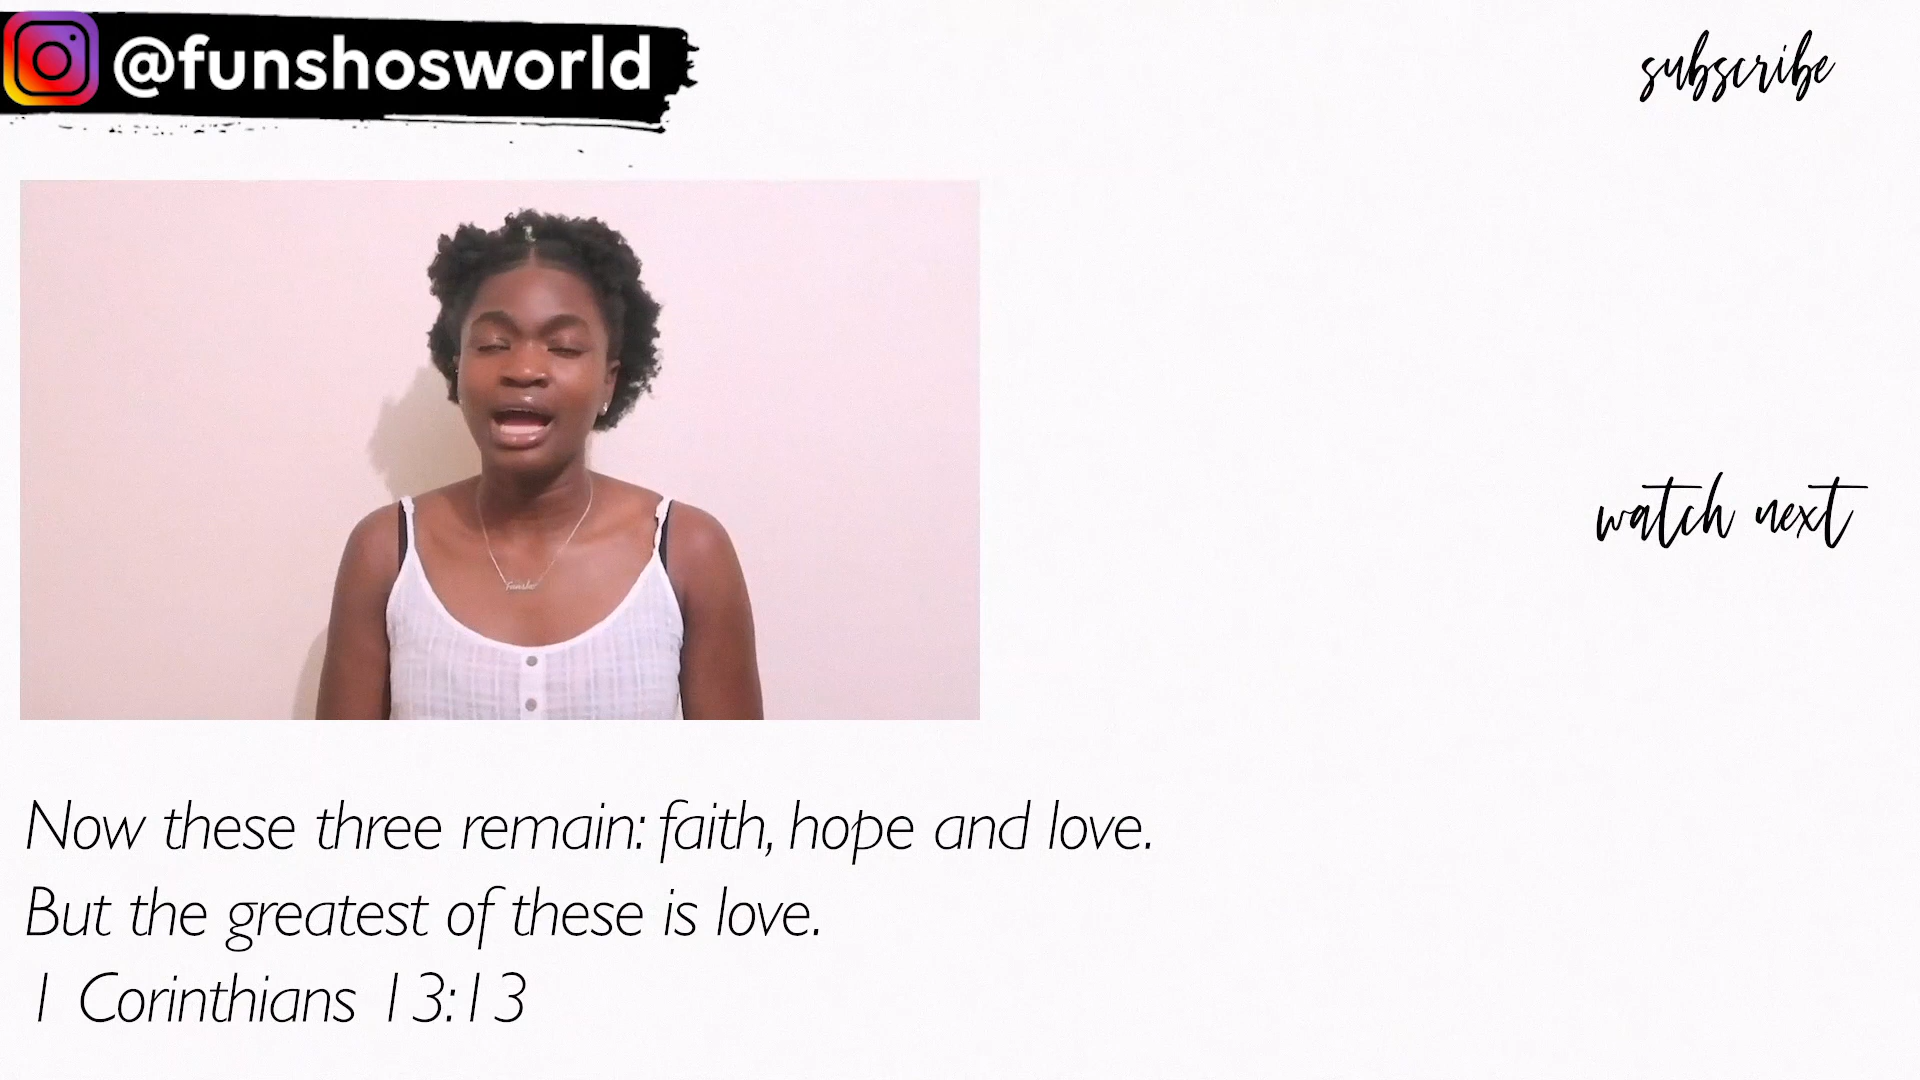 @funshosworld
subscribe
Funsho
watch next
Now these three remain: faith, hope and love.
But the greatest of these is love.
1 Corinthians 13:13